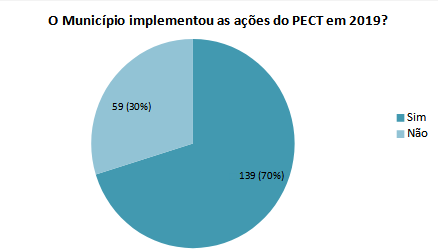 O Município implementou as ações do PECT em 2019?
59 (30%)
139 (70%)
Sim
Não